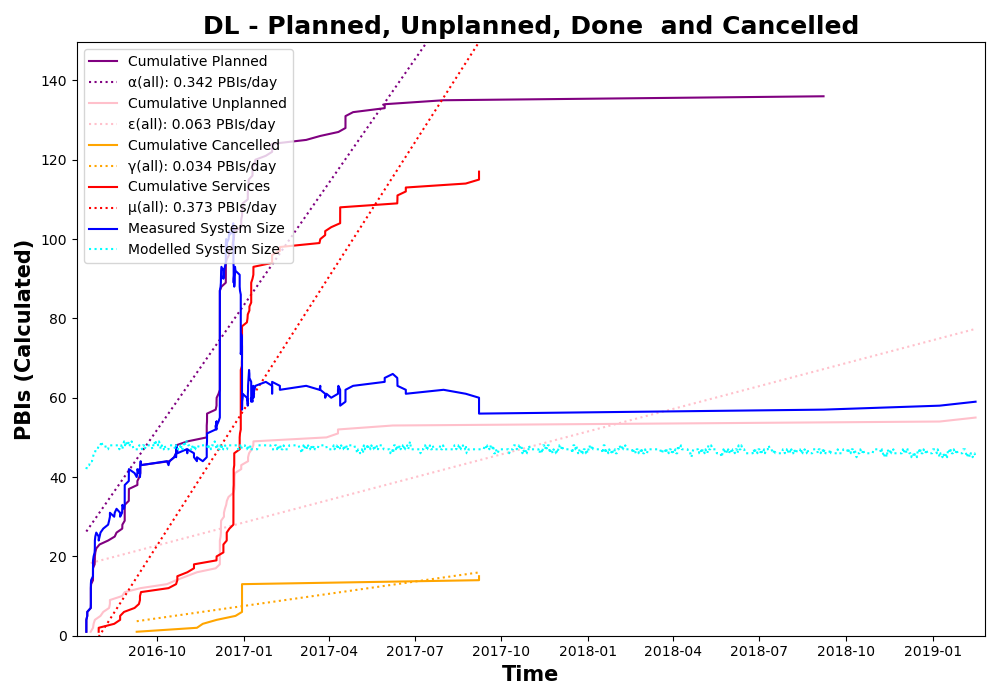 DL - Planned, Unplanned, Done  and Cancelled
Cumulative Planned
α(all): 0.342 PBIs/day
Cumulative Unplanned
ε(all): 0.063 PBIs/day
Cumulative Cancelled
γ(all): 0.034 PBIs/day
Cumulative Services
μ(all): 0.373 PBIs/day
Measured System Size
Modelled System Size
PBIs (Calculated)
140
120
100
80
60
40
20
0
2016-10 2017-01 2017-04 2017-07 2017-10 2018-01 2018-04 2018-07 2018-10 2019-01
Time